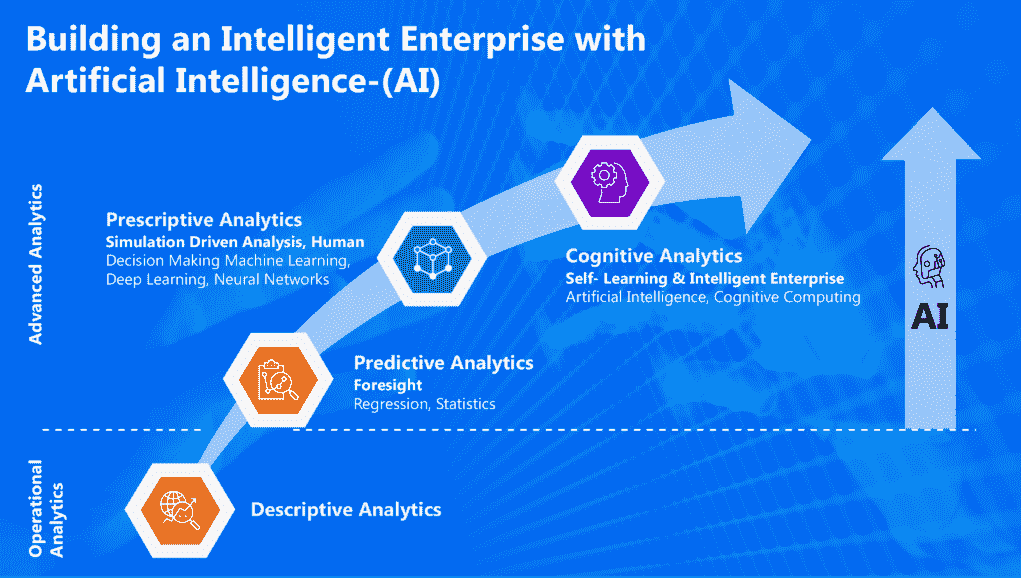 Building an Intelligent Enterprise with
Artificial Intelligence-(AI)
Advanced Analytics
Prescriptive Analytics
Simulation Driven Analysis, Human
Decision Making Machine Learning,
Deep Learning, Neural Networks
Cognitive Analytics
Self- Learning & Intelligent Enterprise
Artificial Intelligence, Cognitive Computing
AI
Predictive Analytics
Foresight
Regression, Statistics
Operational
Analytics
Descriptive Analytics